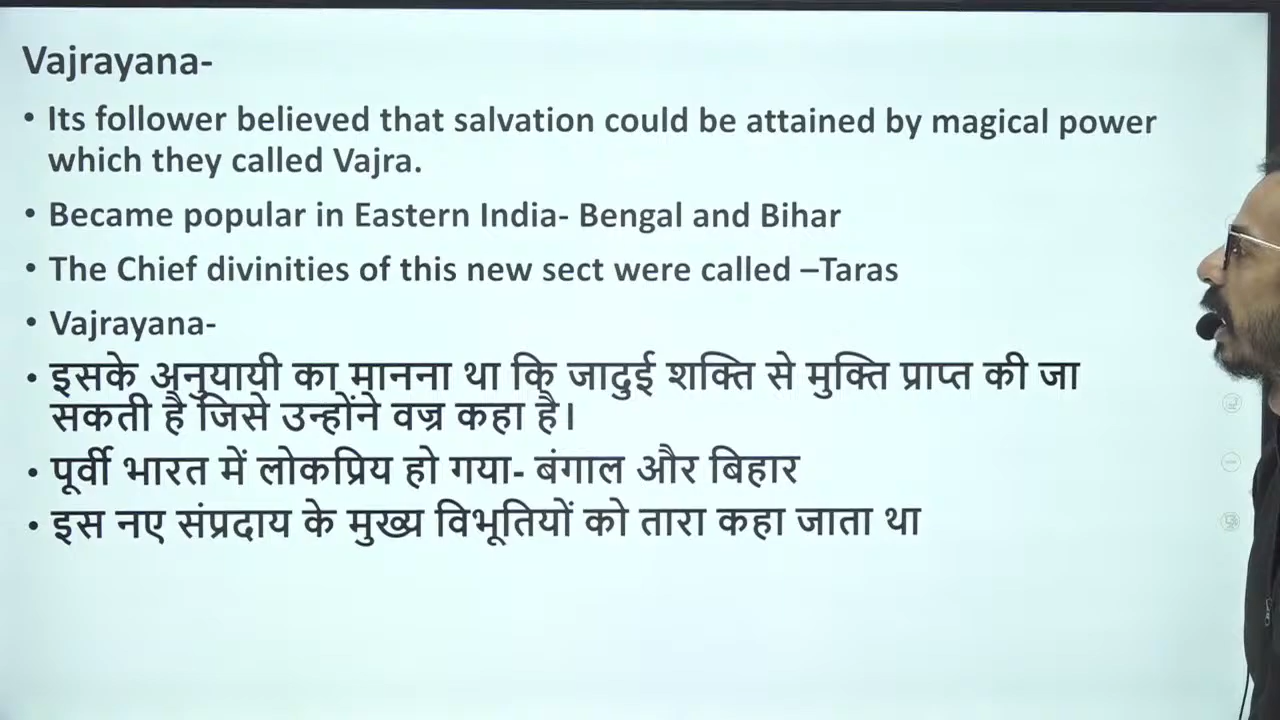 Vajrayana-
• Its follower believed that salvation could be attained by magical power
which they called Vajra.
• Became popular in Eastern India- Bengal and Bihar
• The Chief divinities of this new sect were called –Taras
• Vajrayana-
• इसके अनुयायी का मानना था कि जादुई शक्ति से मुक्ति प्राप्त की जा
सकती है जिसे उन्होंने वज्र कहा है।
• पूर्वी भारत में लोकप्रिय हो गया- बंगाल और बिहार
• इस नए संप्रदाय के मुख्य विभूतियों को तारा कहा जाता था